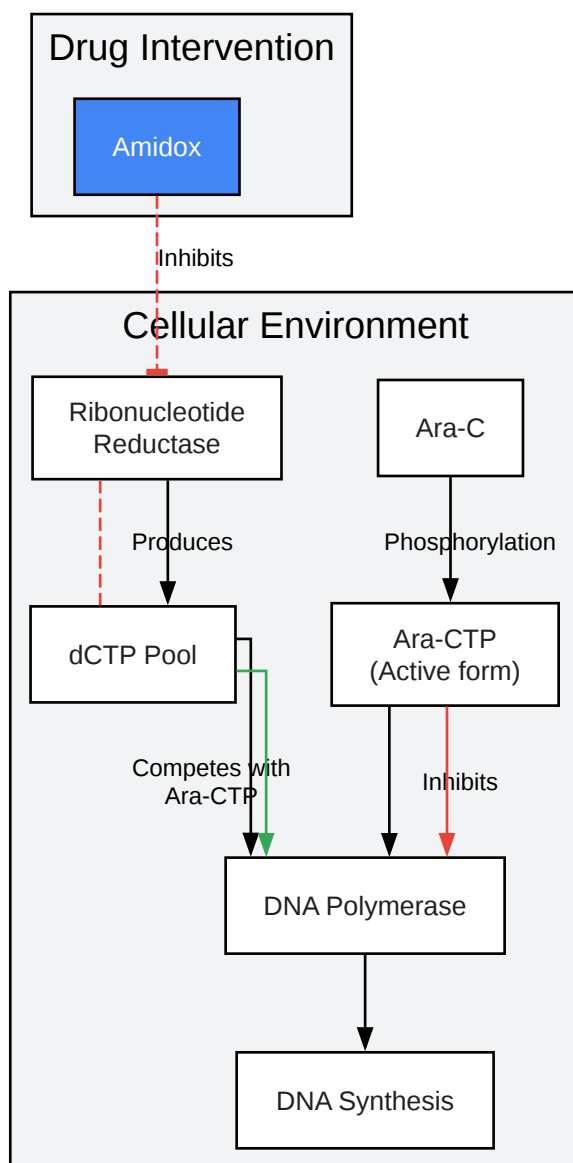 Drug Intervention
Amidox
Inhibits
Cellular Environment
Ribonucleotide
Reductase
Ara-C
Produces
Phosphorylation
dCTP Pool
Ara-CTP
(Active form)
Competes with
Ara-CTP
Inhibits
DNA Polymerase
DNA Synthesis